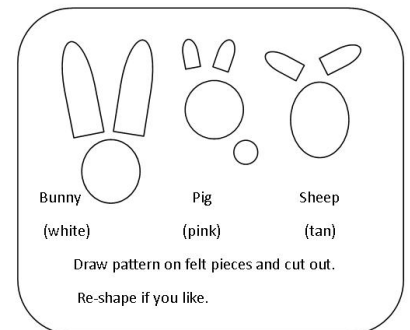 Bunny Pig Sheep
(white) (pink) (tan)
Draw pattern on felt pieces and cut out.
Re-shape if you like.